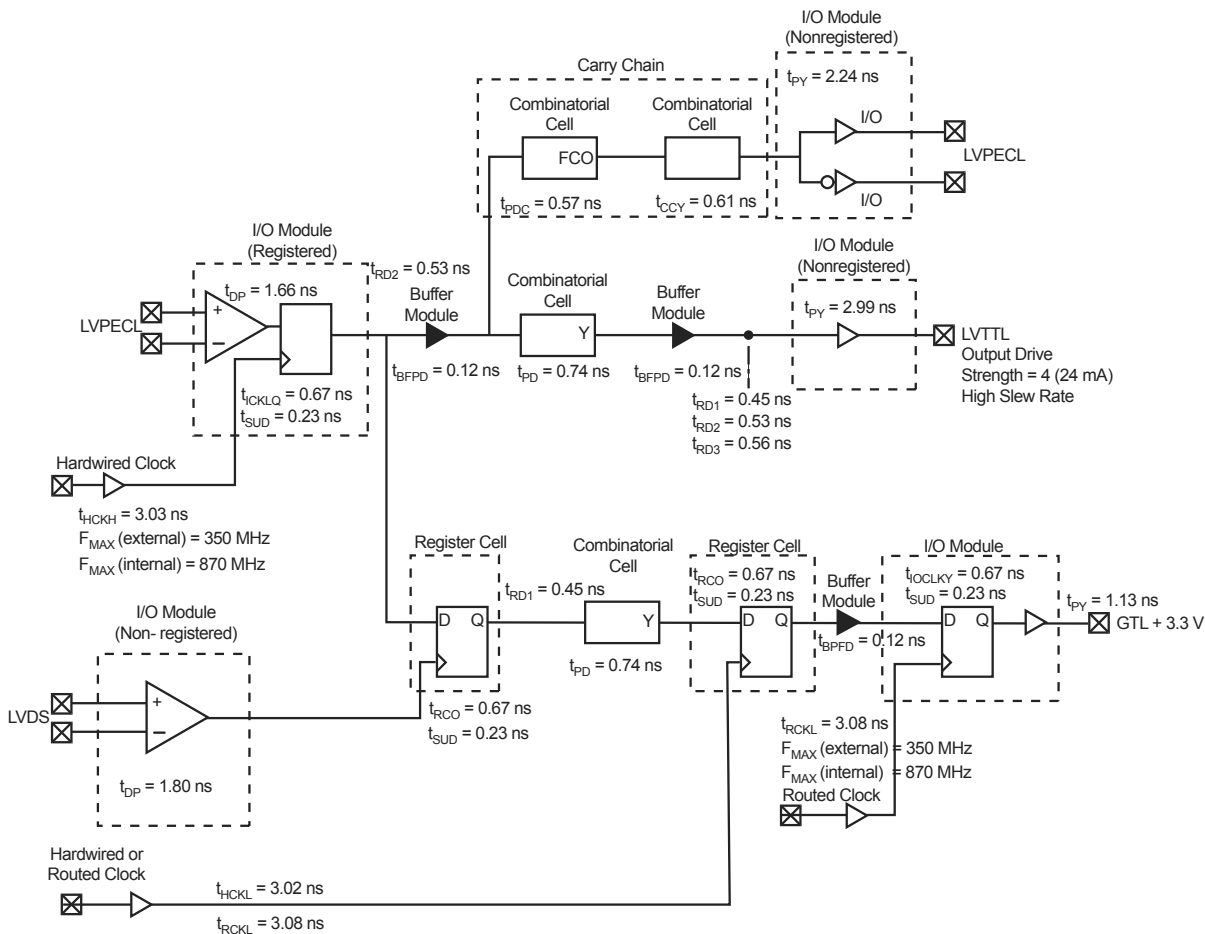 I/O Module
(Nonregistered)
tPY = 2.24 ns
I/O
I/O
LVPECL
Carry Chain
Combinatorial
Cell
FCO
tPDC = 0.57 ns
Combinatorial
Cell
tCCY = 0.61 ns
I/O Module
(Registered)
tDP = 1.66 ns
LVPECL
+
−
tICKLQ = 0.67 ns
tSUD = 0.23 ns
tRD2 = 0.53 ns
Buffer
Module
tBFPD = 0.12 ns
Combinatorial
Cell
Y
tPD = 0.74 ns
Buffer
Module
tBFPD = 0.12 ns
tRD1 = 0.45 ns
tRD2 = 0.53 ns
tRD3 = 0.56 ns
I/O Module
(Nonregistered)
tPY = 2.99 ns
LVTTL
Output Drive
Strength = 4 (24 mA)
High Slew Rate
Hardwired Clock
tHCKH = 3.03 ns
FMAX (external) = 350 MHz
FMAX (internal) = 870 MHz
I/O Module
(Non- registered)
LVDS
+
−
tDP = 1.80 ns
Register Cell
D Q
tRCO = 0.67 ns
tSUD = 0.23 ns
tRD1 = 0.45 ns
Combinatorial
Cell
Y
tPD = 0.74 ns
Register Cell
tRCO = 0.67 ns
tSUD = 0.23 ns
D Q
Buffer
Module
tBPFD = 0.12 ns
I/O Module
tIOCLKY = 0.67 ns
tSUD = 0.23 ns
D Q
tPY = 1.13 ns
GTL + 3.3 V
tRCKL = 3.08 ns
FMAX (external) = 350 MHz
FMAX (internal) = 870 MHz
Routed Clock
Hardwired or
Routed Clock
tHCKL = 3.02 ns
tRCKL = 3.08 ns